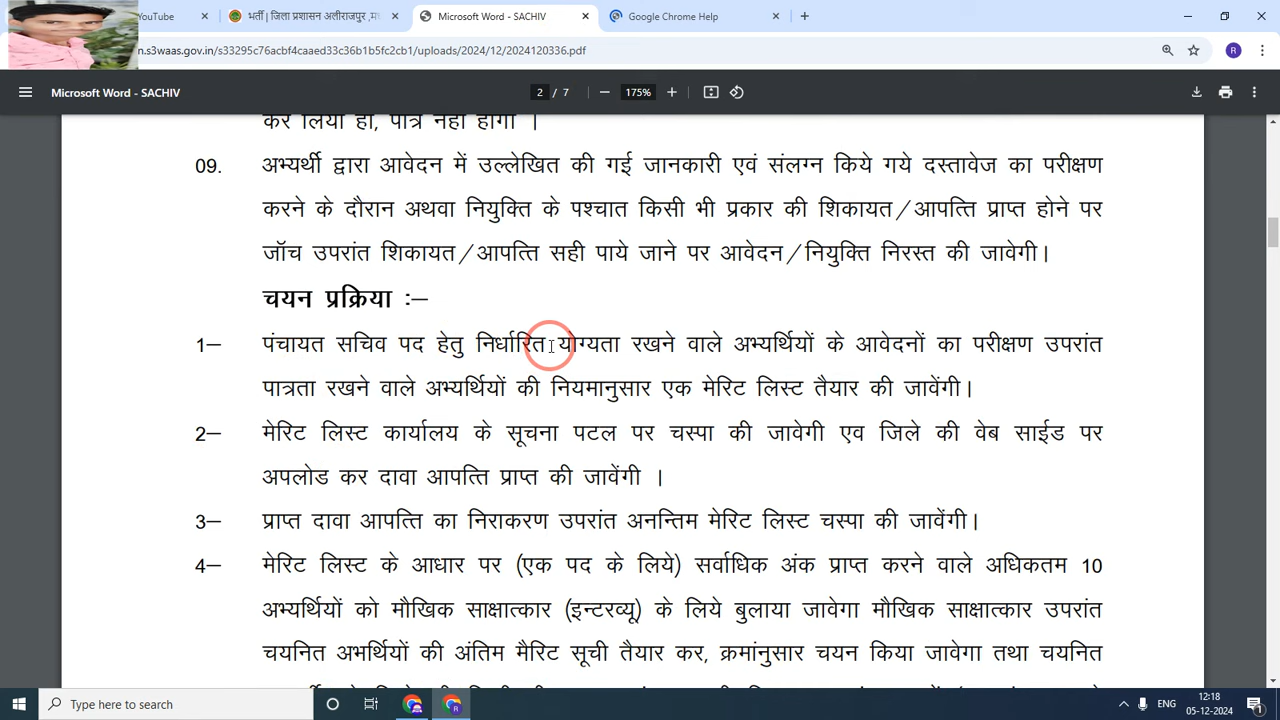 YouTube
भर्ती | जिला प्रशासन अलीराजपुर ,मध
Microsoft Word - SACHIV
Google Chrome Help
n.s3waas.gov.in/s33295c76acbf4caaed33c36b1b5fc2cb1/uploads/2024/12/2024120336.pdf
R
Microsoft Word - SACHIV
2 / 7
175%
कर लिया हो, पात्र नहीं होगा ।
09. अभ्यर्थी द्वारा आवेदन में उल्लेखित की गई जानकारी एवं संलग्न किये गये दस्तावेज का परीक्षण
करने के दौरान अथवा नियुक्ति के पश्चात किसी भी प्रकार की शिकायत/आपत्ति प्राप्त होने पर
जॉच उपरांत शिकायत/आपत्ति सही पाये जाने पर आवेदन/नियुक्ति निरस्त की जावेगी।
चयन प्रक्रिया :–
1– पंचायत सचिव पद हेतु निर्धारित योग्यता रखने वाले अभ्यर्थियों के आवेदनों का परीक्षण उपरांत
पात्रता रखने वाले अभ्यर्थियों की नियमानुसार एक मेरिट लिस्ट तैयार की जावेंगी।
2– मेरिट लिस्ट कार्यालय के सूचना पटल पर चस्पा की जावेगी एव जिले की वेब साईड पर
अपलोड कर दावा आपत्ति प्राप्त की जावेंगी ।
3– प्राप्त दावा आपत्ति का निराकरण उपरांत अनन्तिम मेरिट लिस्ट चस्पा की जावेंगी।
4– मेरिट लिस्ट के आधार पर (एक पद के लिये) सर्वाधिक अंक प्राप्त करने वाले अधिकतम 10
अभ्यर्थियों को मौखिक साक्षात्कार (इन्टरव्यू) के लिये बुलाया जावेगा मौखिक साक्षात्कार उपरांत
चयनित अभर्थियों की अंतिम मैरिट सूची तैयार कर, क्रमांनुसार चयन किया जावेगा तथा चयनित
Type here to search
R
ENG
12:18
05-12-2024
1